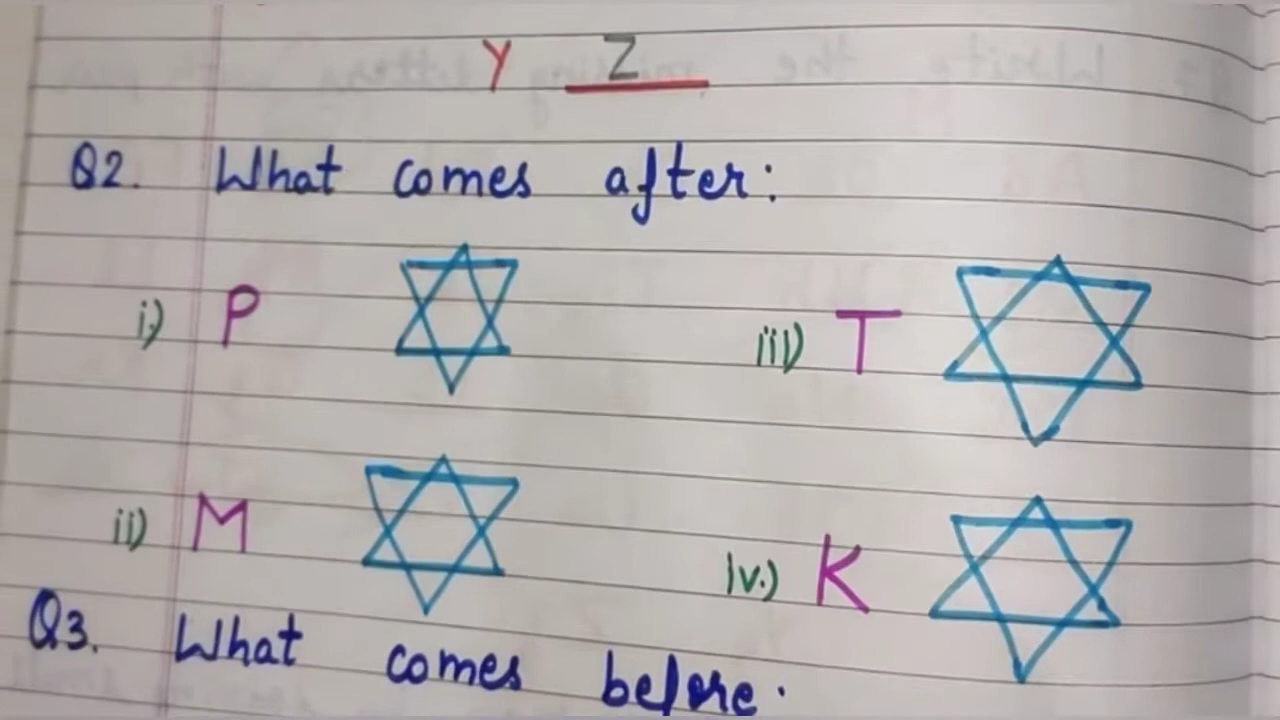 Y Z
Q2. What comes after:
i) P iii) T
ii) M iv.) K
Q3. What comes before.